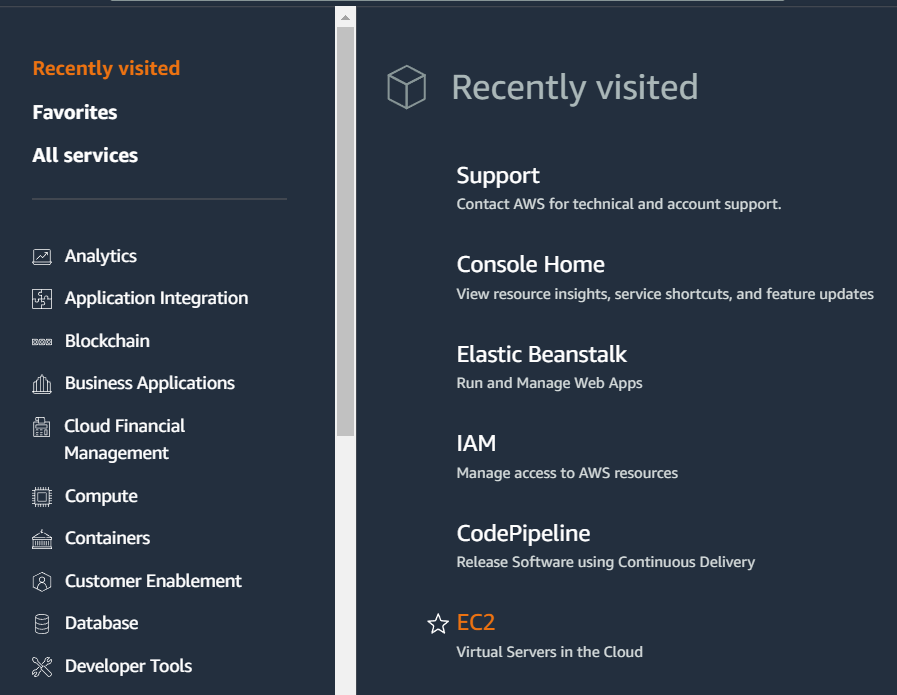 Recently visited
Favorites
All services
Analytics
Application Integration
Blockchain
Business Applications
Cloud Financial
Management
Compute
Containers
Customer Enablement
Database
Developer Tools
Recently visited
Support
Contact AWS for technical and account support.
Console Home
View resource insights, service shortcuts, and feature updates
Elastic Beanstalk
Run and Manage Web Apps
IAM
Manage access to AWS resources
CodePipeline
Release Software using Continuous Delivery
EC2
Virtual Servers in the Cloud